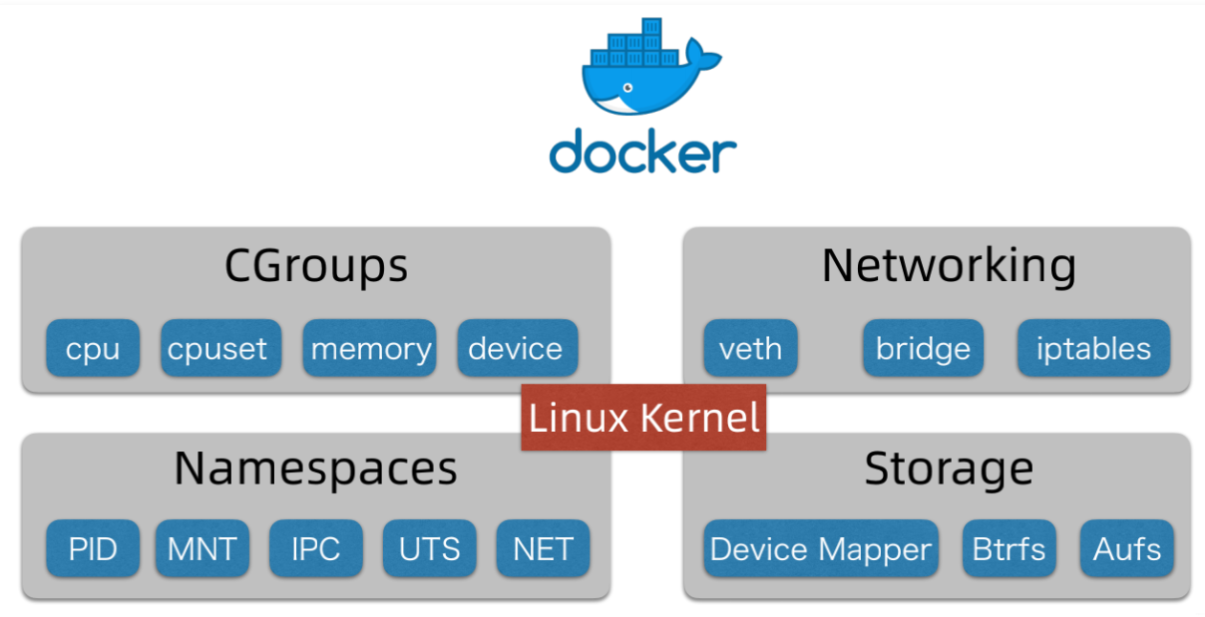 docker
CGroups
cpu cpuset memory device
Networking
veth bridge iptables
Linux Kernel
Namespaces
PID MNT IPC UTS NET
Storage
Device Mapper Btrfs Aufs